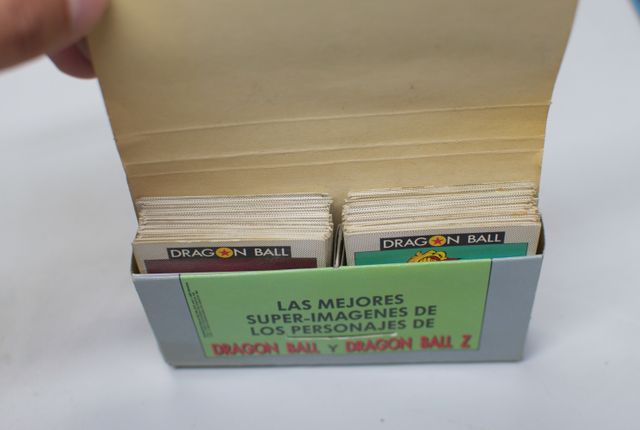 DRAGON BALL
DRAGON BALL
LAS MEJORES
SUPER-IMAGENES DE
LOS PERSONAJES DE
DRAGON BALL Y DRAGON BALL Z